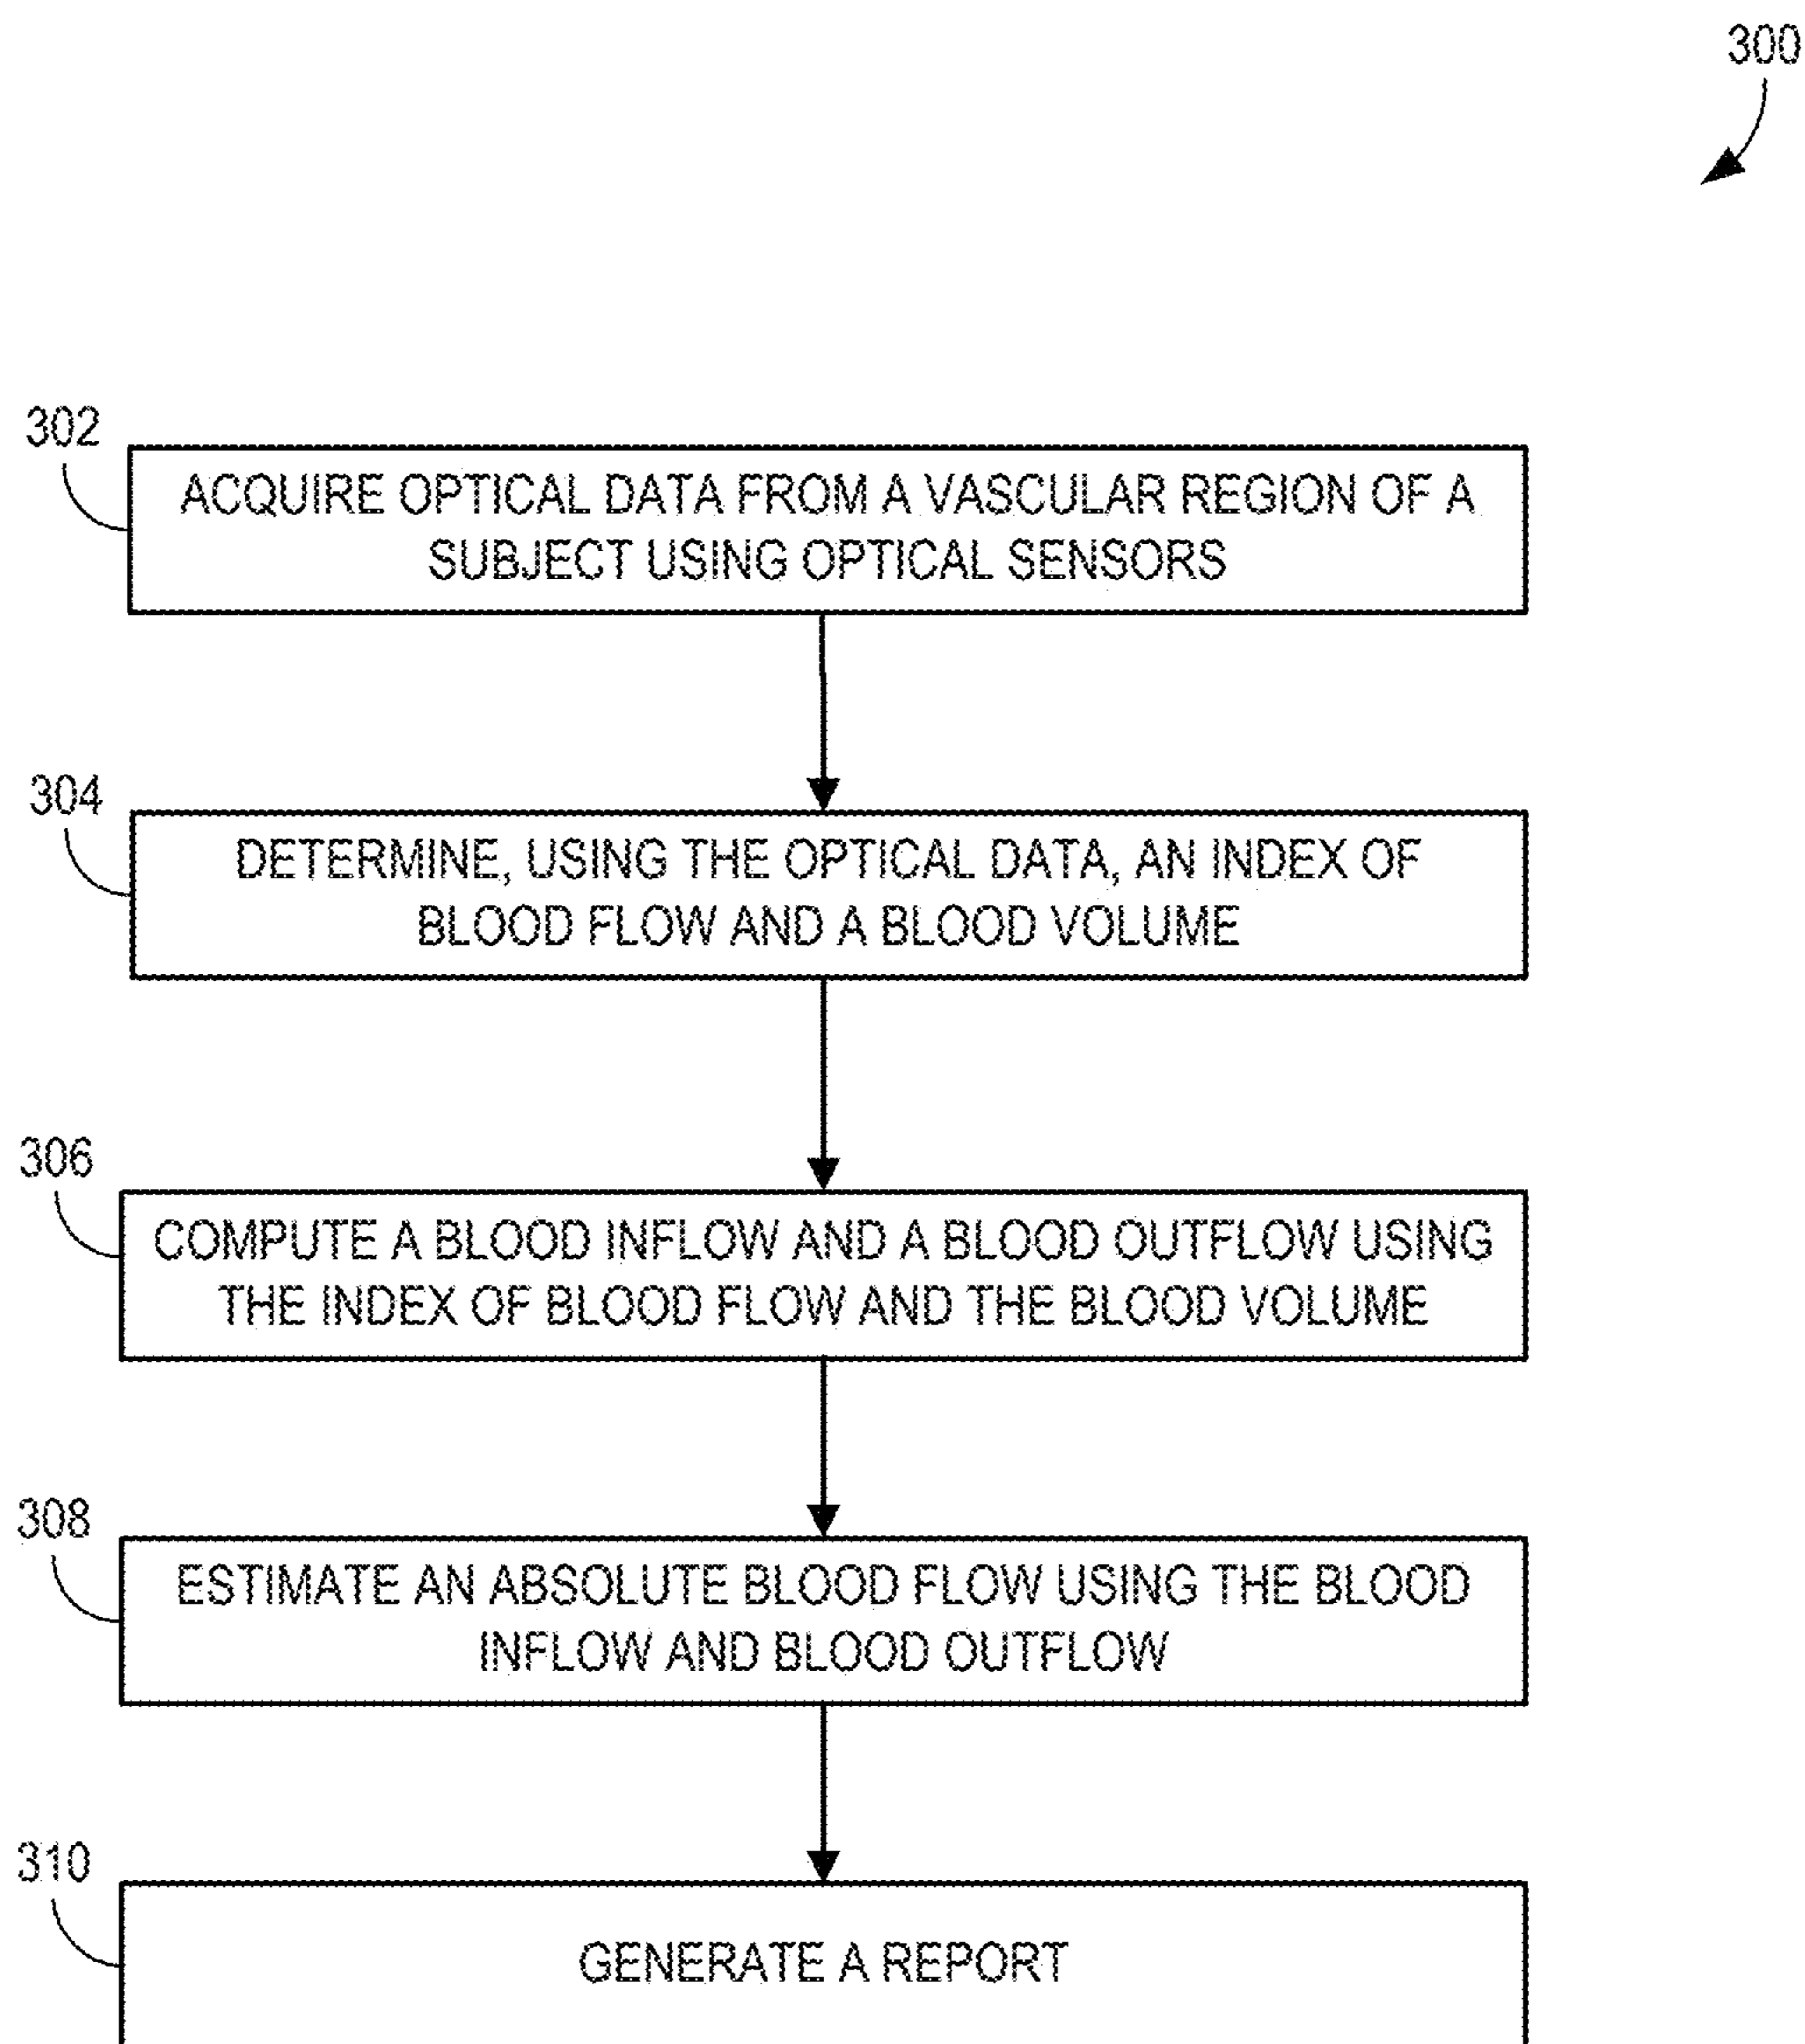 300
302
ACQUIRE OPTICAL DATA FROM A VASCULAR REGION OF A
SUBJECT USING OPTICAL SENSORS
304
DETERMINE, USING THE OPTICAL DATA, AN INDEX OF
BLOOD FLOW AND A BLOOD VOLUME
306
COMPUTE A BLOOD INFLOW AND A BLOOD OUTFLOW USING
THE INDEX OF BLOOD FLOW AND THE BLOOD VOLUME
308
ESTIMATE AN ABSOLUTE BLOOD FLOW USING THE BLOOD
INFLOW AND BLOOD OUTFLOW
310
GENERATE A REPORT